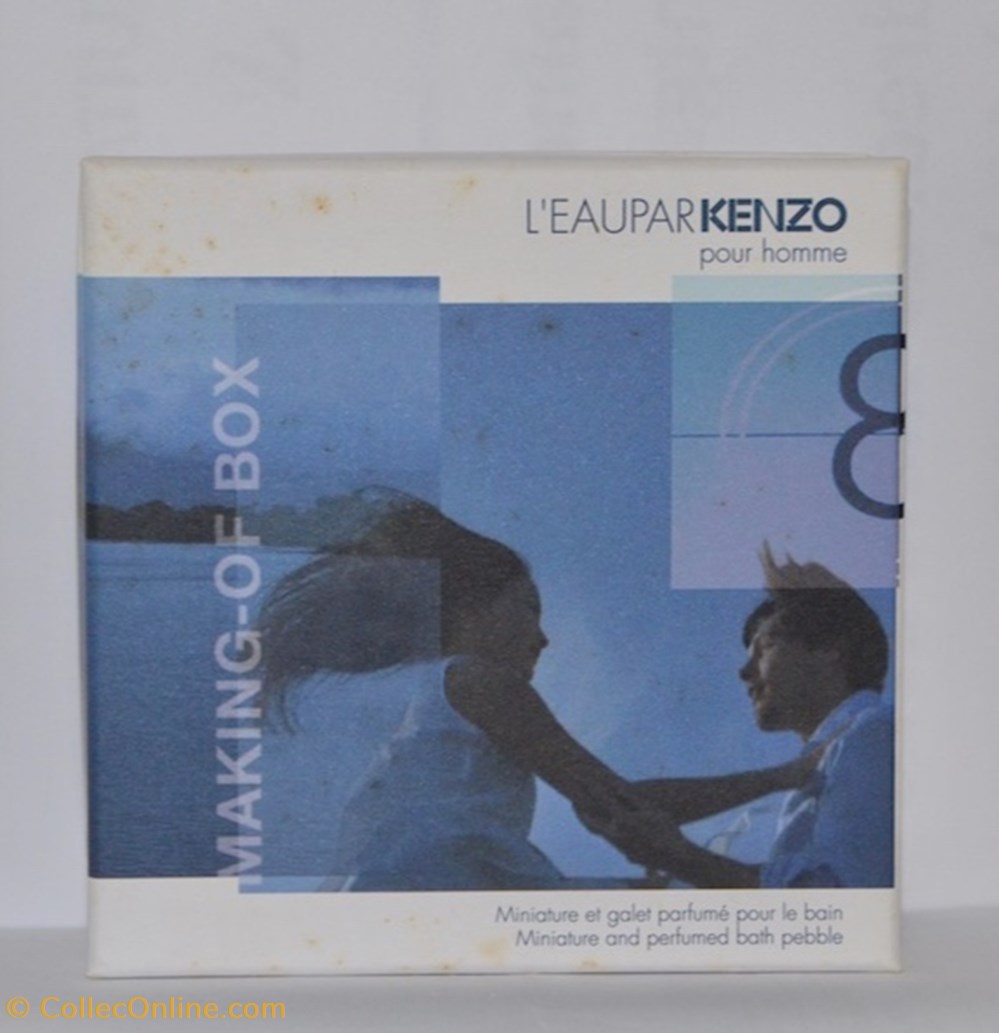 L'EAUPARKENZO
pour homme
8
MAKING-OF BOX
Miniature et galet parfumé pour le bain
Miniature and perfumed bath pebble
© CollecOnline.com